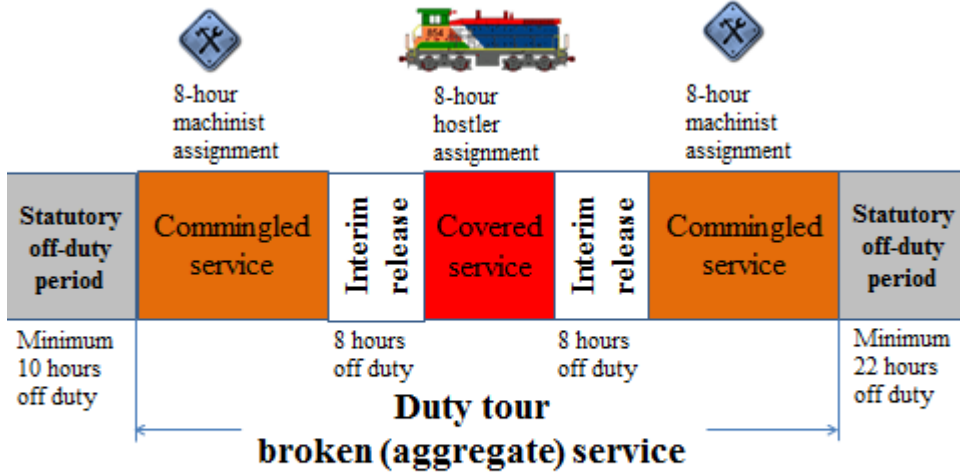 854
8-hour
machinist
assignment
8-hour
hostler
assignment
8-hour
machinist
assignment
Statutory
off-duty
period
Commingled
service
Interim
release
Covered
service
Interim
release
Commingled
service
Statutory
off-duty
period
Minimum
10 hours
off duty
8 hours
off duty
8 hours
off duty
Minimum
22 hours
off duty
Duty tour
broken (aggregate) service